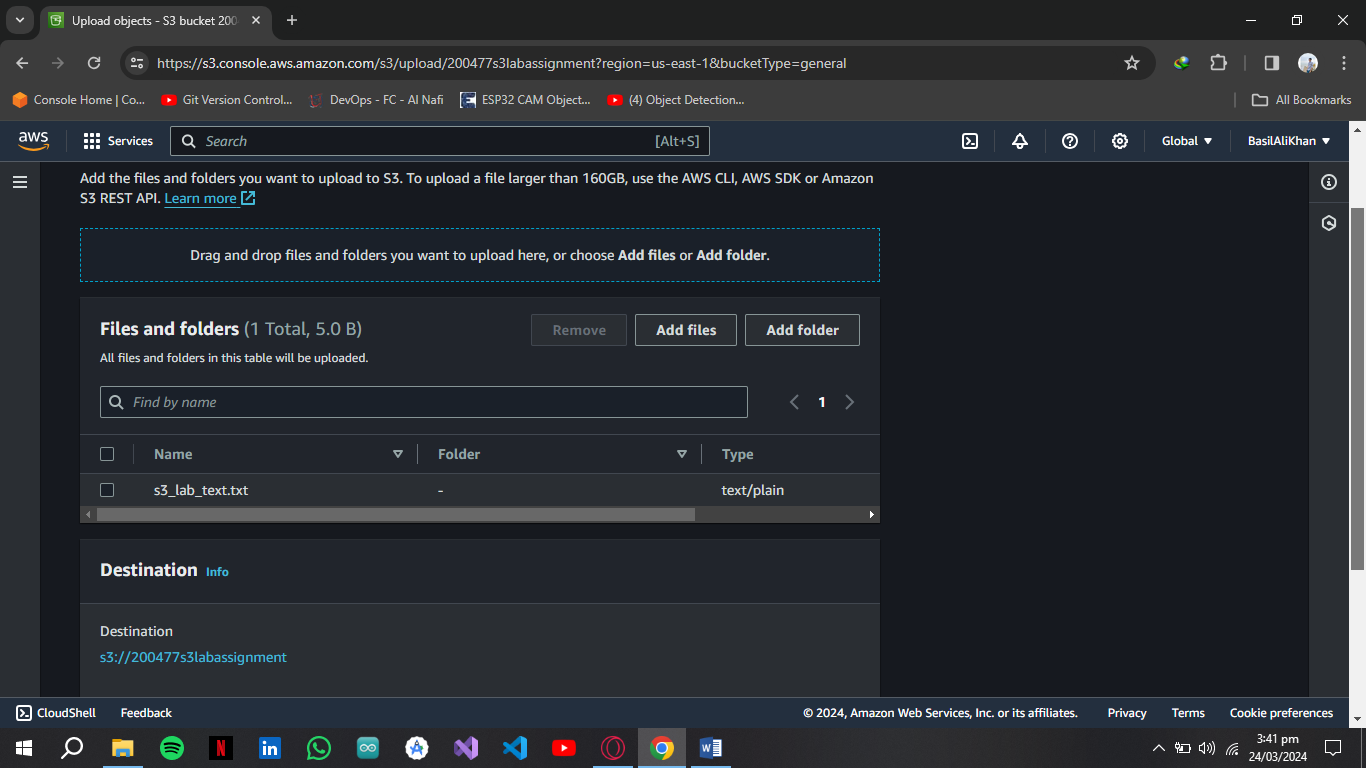 Upload objects - S3 bucket 200
https://s3.console.aws.amazon.com/s3/upload/200477s3labassignment?region=us-east-1&bucketType=general
Console Home | Co...
Git Version Control...
DevOps - FC - AI Nafi
ESP32 CAM Object...
(4) Object Detection...
All Bookmarks
aws
Services
Search
[Alt+S]
Global
BasilAliKhan
Add the files and folders you want to upload to S3. To upload a file larger than 160GB, use the AWS CLI, AWS SDK or Amazon
S3 REST API. Learn more
Drag and drop files and folders you want to upload here, or choose Add files or Add folder.
Files and folders (1 Total, 5.0 B)
Remove
Add files
Add folder
All files and folders in this table will be uploaded.
Find by name
1
Name
Folder
Type
s3_lab_text.txt
-
text/plain
Destination Info
Destination
s3://200477s3labassignment
CloudShell
Feedback
© 2024, Amazon Web Services, Inc. or its affiliates.
Privacy
Terms
Cookie preferences
3:41 pm
24/03/2024